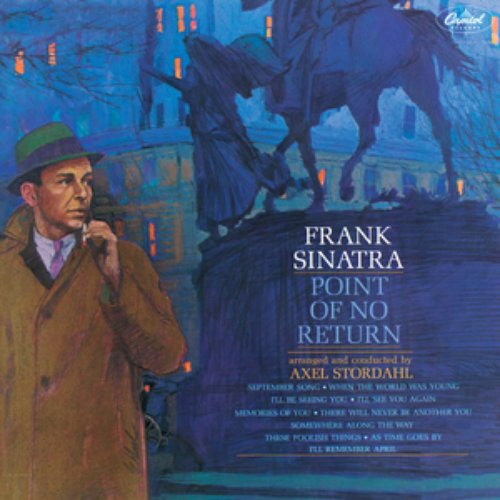 Capitol
RECORDS
FRANK
SINATRA
POINT
OF NO
RETURN
arranged and conducted by
AXEL STORDAHL
SEPTEMBER SONG • WHEN THE WORLD WAS YOUNG
I'LL BE SEEING YOU • I'LL SEE YOU AGAIN
MEMORIES OF YOU • THERE WILL NEVER BE ANOTHER YOU
SOMEWHERE ALONG THE WAY
THESE FOOLISH THINGS • AS TIME GOES BY
I'LL REMEMBER APRIL